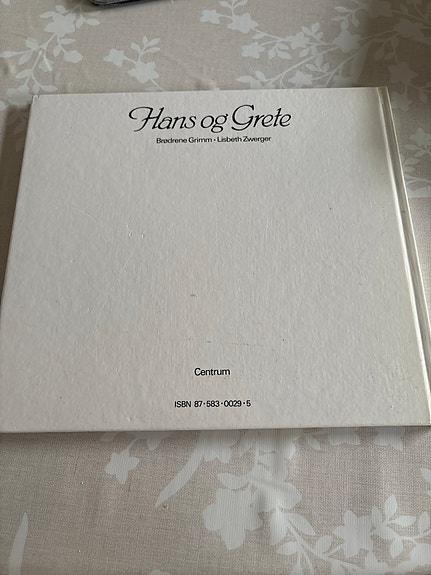 Hans og Grete
Brødrene Grimm • Lisbeth Zwerger
Centrum
ISBN 87•583•0029•5